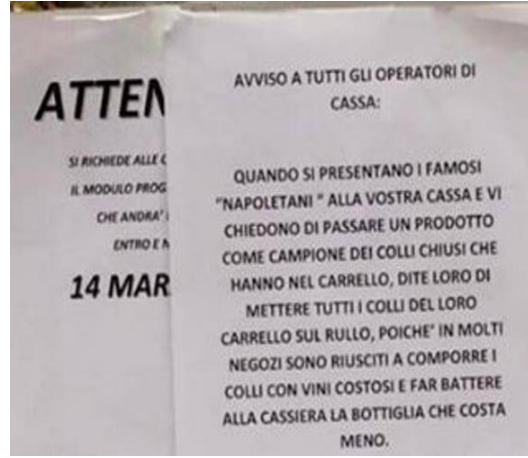 ATTEN
SI RICHIEDE ALLE
IL MODULO PROG
CHE ANDRA'
ENTRO E
14 MAR
AVVISO A TUTTI GLI OPERATORI DI
CASSA:
QUANDO SI PRESENTANO I FAMOSI
"NAPOLETANI " ALLA VOSTRA CASSA E VI
CHIEDONO DI PASSARE UN PRODOTTO
COME CAMPIONE DEI COLLI CHIUSI CHE
HANNO NEL CARRELLO, DITE LORO DI
METTERE TUTTI I COLLI DEL LORO
CARRELLO SUL RULLO, POICHE' IN MOLTI
NEGOZI SONO RIUSCITI A COMPORRE I
COLLI CON VINI COSTOSI E FAR BATTERE
ALLA CASSIERA LA BOTTIGLIA CHE COSTA
MENO.